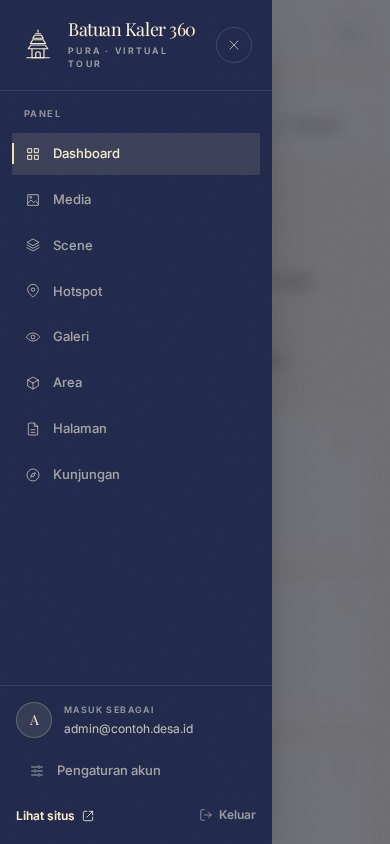 Batuan Kaler 360
PURA · VIRTUAL
TOUR
PANEL
Dashboard
Media
Scene
Hotspot
Galeri
Area
Halaman
Kunjungan
A
MASUK SEBAGAI
admin@contoh.desa.id
Pengaturan akun
Lihat situs
Keluar